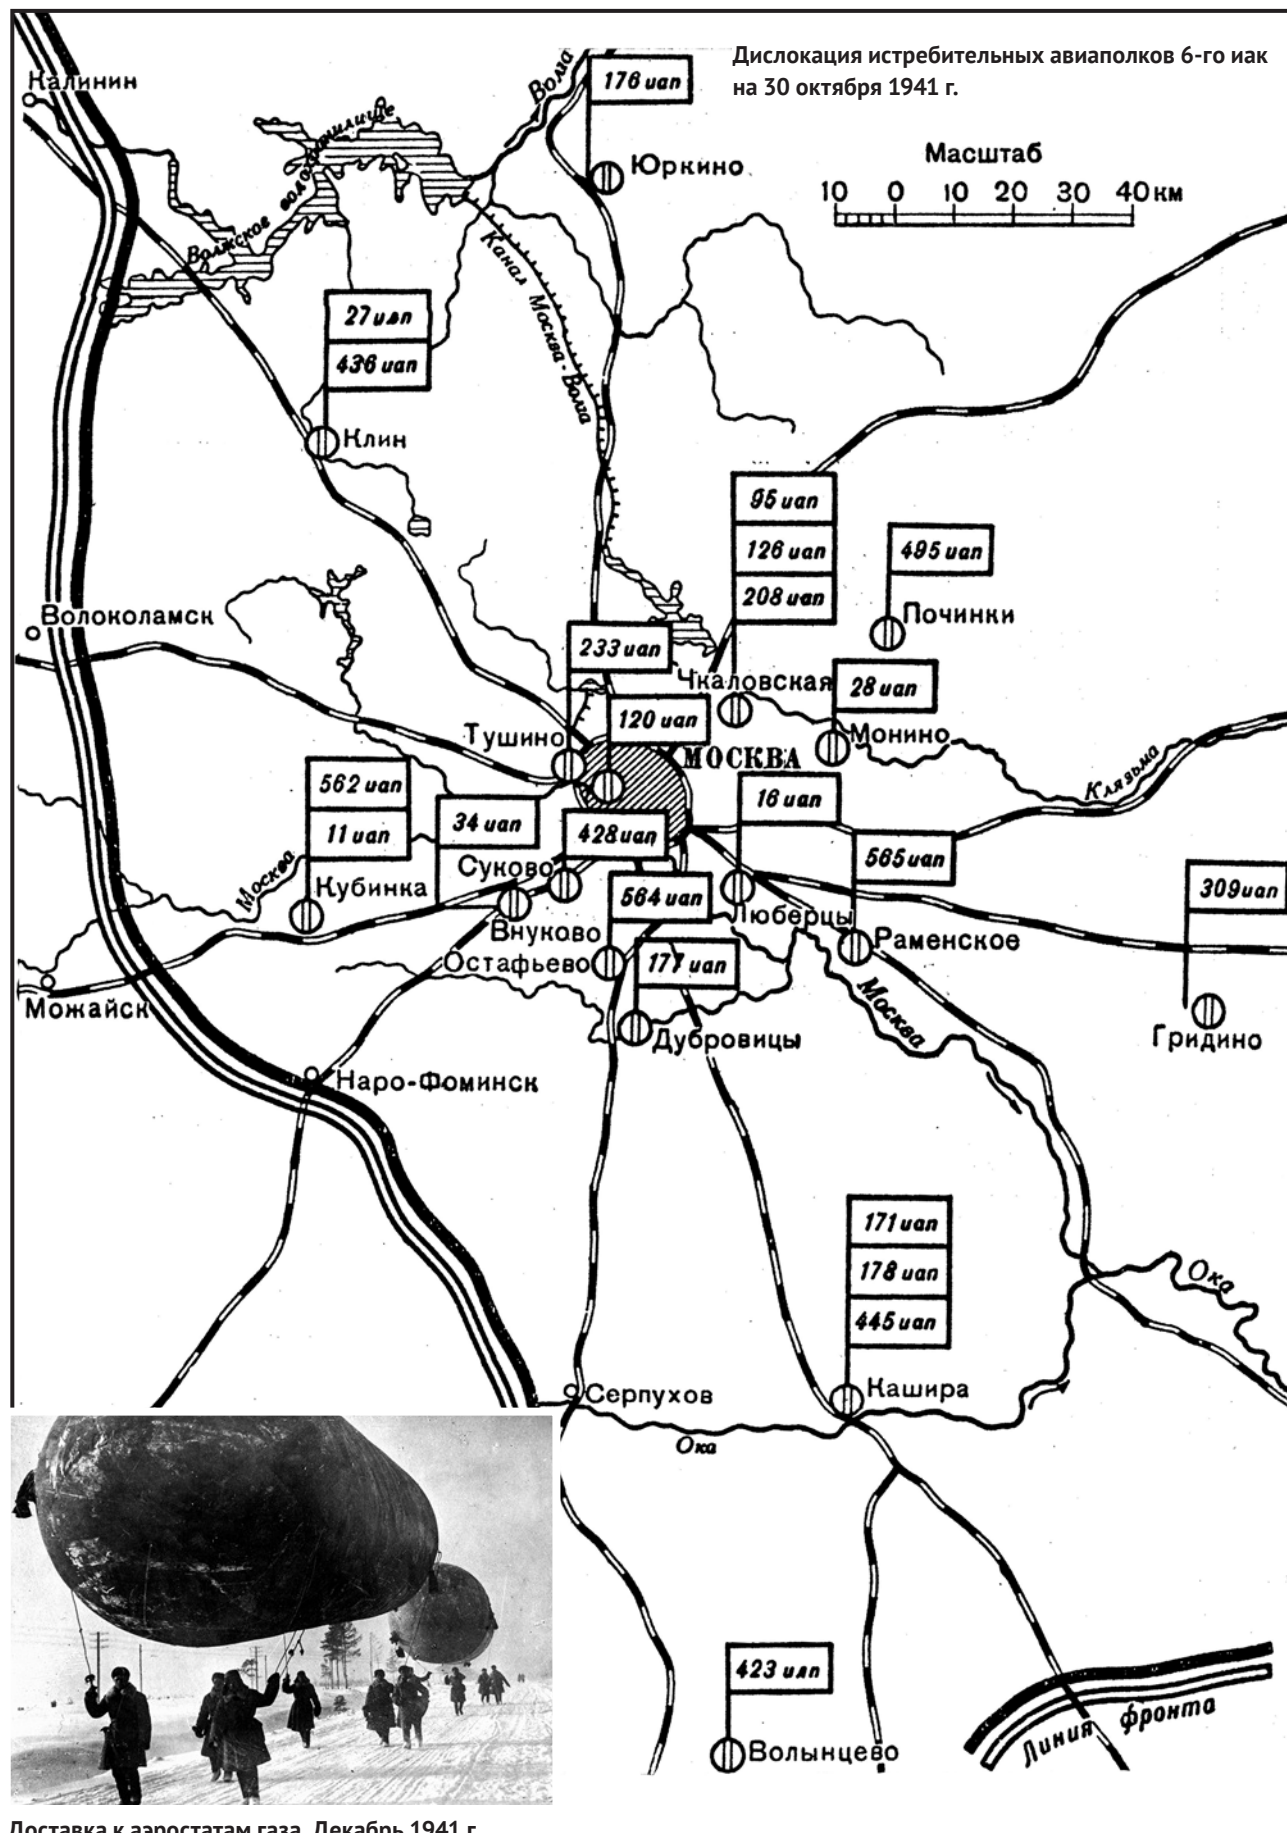 Дислокация истребительных авиаполков 6-го иак
на 30 октября 1941 г.
Калинин
Волга
176 иап
Юркино
Масштаб
10 0 10 20 30 40 км
Волжское водохранилище
Канал Москва-Волга
27 иап
436 иап
Клин
95 иап
126 иап
208 иап
495 иап
Починки
Волоколамск
233 иап
Чкаловская
28 иап
120 иап
Тушино
Монино
МОСКВА
Клязьма
562 иап
11 иап
34 иап
428 иап
16 иап
565 иап
309 иап
Москва
Кубинка
Суково
564 иап
Люберцы
Внуково
Раменское
Остафьево
177 иап
Можайск
Москва
Дубровицы
Гридино
Наро-Фоминск
171 иап
178 иап
445 иап
Ока
Серпухов
Кашира
Ока
423 иап
Волынцево
Линия фронта
Доставка к аэростатам газа. Декабрь 1941 г.